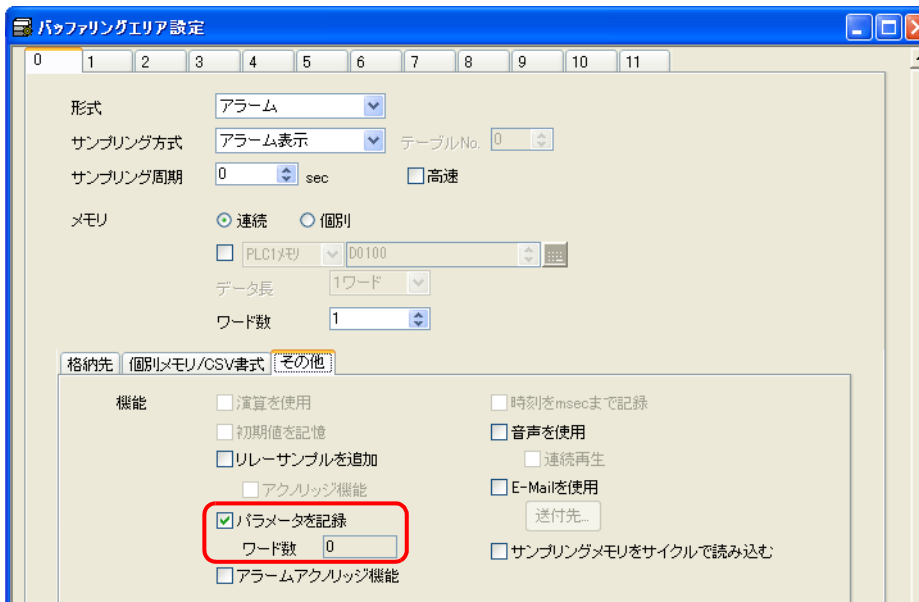 バッファリングエリア設定
0 1 2 3 4 5 6 7 8 9 10 11
形式 アラーム
サンプリング方式 アラーム表示 テーブルNo. 0
サンプリング周期 0 sec 高速
メモリ 連続 個別
PLC1メモリ D0100
データ長 1ワード
ワード数 1
格納先 個別メモリ/CSV書式 その他
機能 演算を使用 時刻をmsecまで記録
初期値を記憶 音声を使用
リレーサンプルを追加 連続再生
アクノリッジ機能 E-Mailを使用
パラメータを記録 送付先...
ワード数 0 サンプリングメモリをサイクルで読み込む
アラームアクノリッジ機能